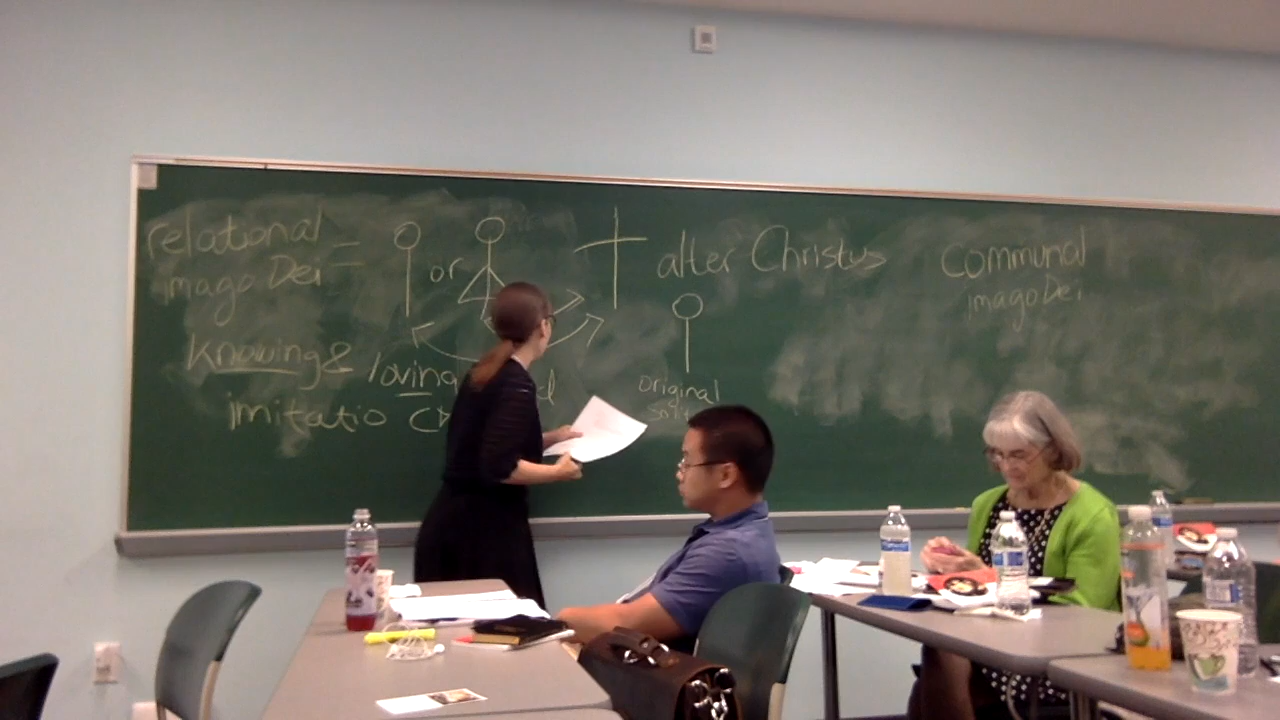 relational
imago Dei =
or
alter Christus
communal
imago Dei
knowing & loving
imitatio
original